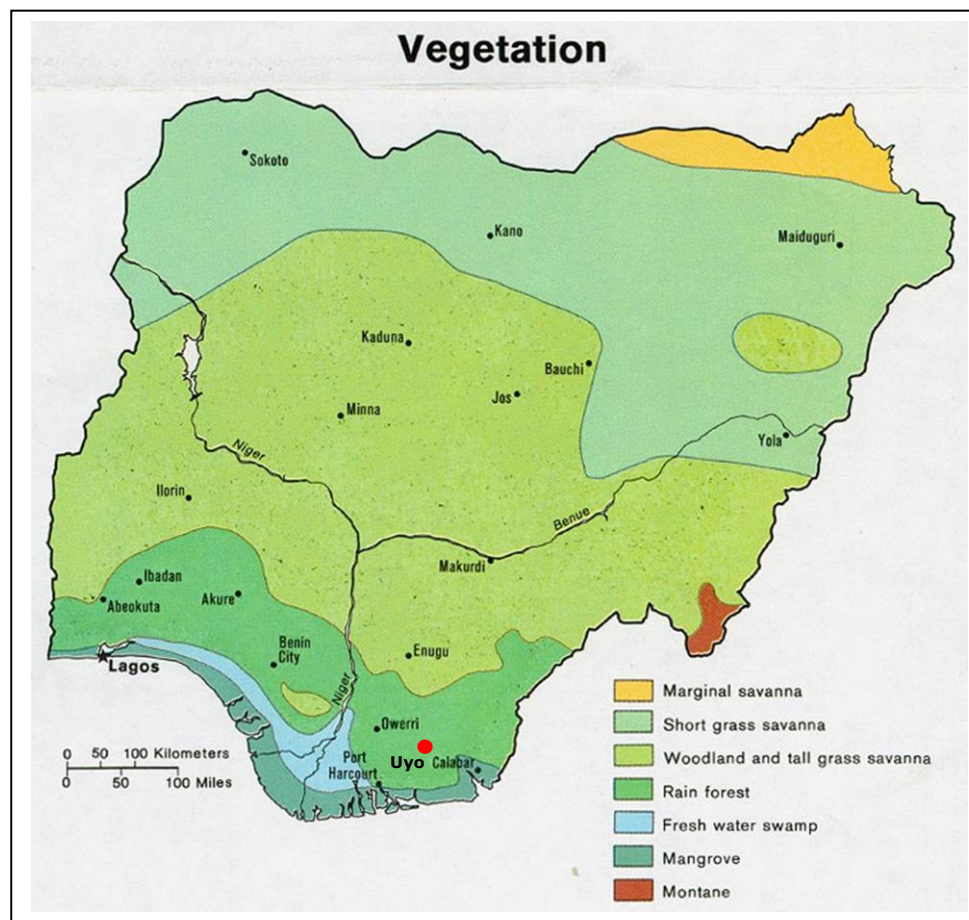 Vegetation
Sokoto
Kano
Maiduguri
Kaduna
Bauchi
Jos
Minna
Yola
Niger
Ilorin
Benue
Makurdi
Ibadan
Abeokuta
Akure
Benin
City
Enugu
Lagos
Niger
Owerri
Uyo
Port
Harcourt
Calabar
0 50 100 Kilometers
0 50 100 Miles
Marginal savanna
Short grass savanna
Woodland and tall grass savanna
Rain forest
Fresh water swamp
Mangrove
Montane